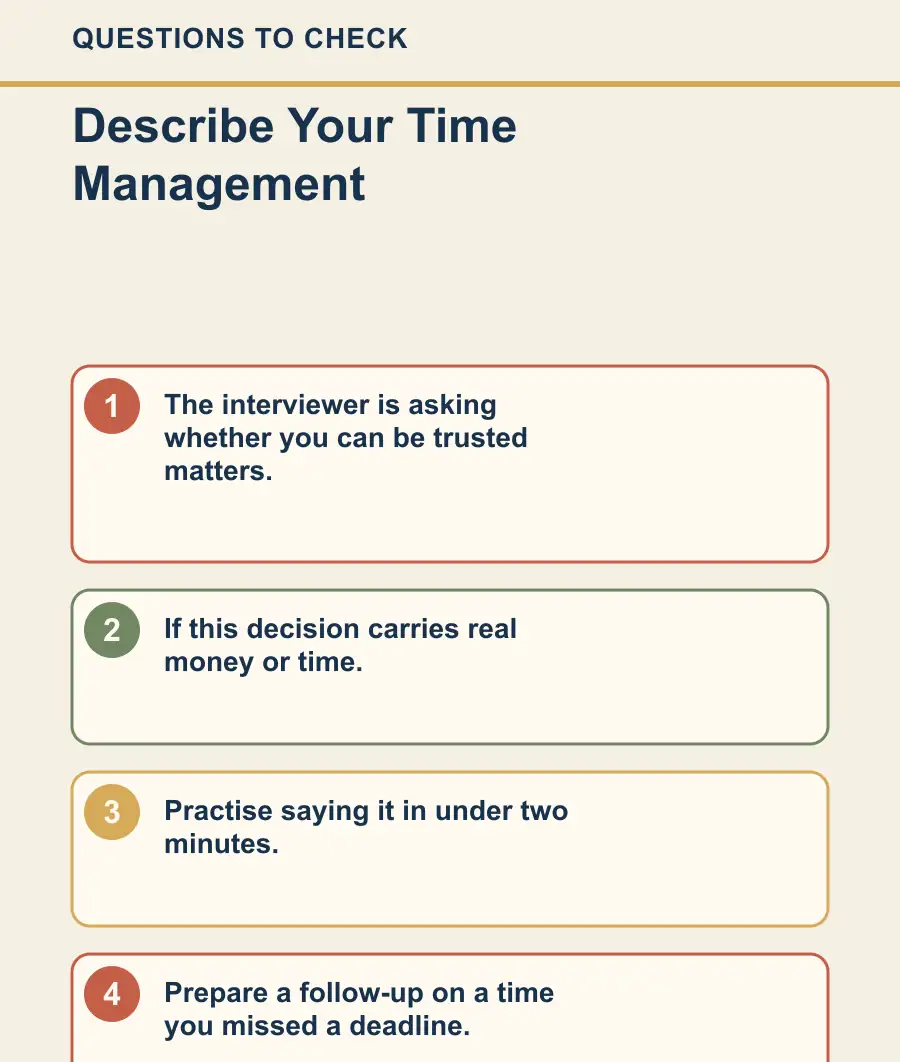 QUESTIONS TO CHECK
Describe Your Time
Management
1
The interviewer is asking
whether you can be trusted
matters.
2
If this decision carries real
money or time.
3
Practise saying it in under two
minutes.
4
Prepare a follow-up on a time
you missed a deadline.